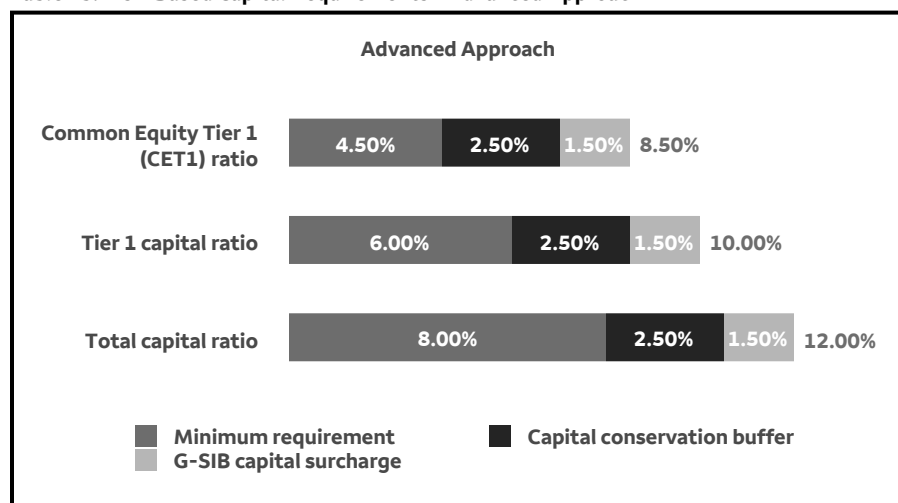 Advanced Approach
Common Equity Tier 1
(CET1) ratio
4.50%
2.50%
1.50%
8.50%
Tier 1 capital ratio
6.00%
2.50%
1.50%
10.00%
Total capital ratio
8.00%
2.50%
1.50%
12.00%
Minimum requirement
Capital conservation buffer
G-SIB capital surcharge